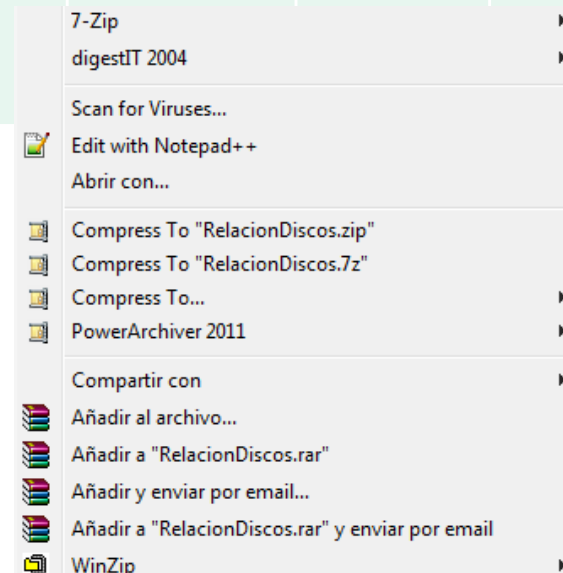 7-Zip
digestIT 2004
Scan for Viruses...
Edit with Notepad++
Abrir con...
Compress To "RelacionDiscos.zip"
Compress To "RelacionDiscos.7z"
Compress To...
PowerArchiver 2011
Compartir con
Añadir al archivo...
Añadir a "RelacionDiscos.rar"
Añadir y enviar por email...
Añadir a "RelacionDiscos.rar" y enviar por email
WinZip